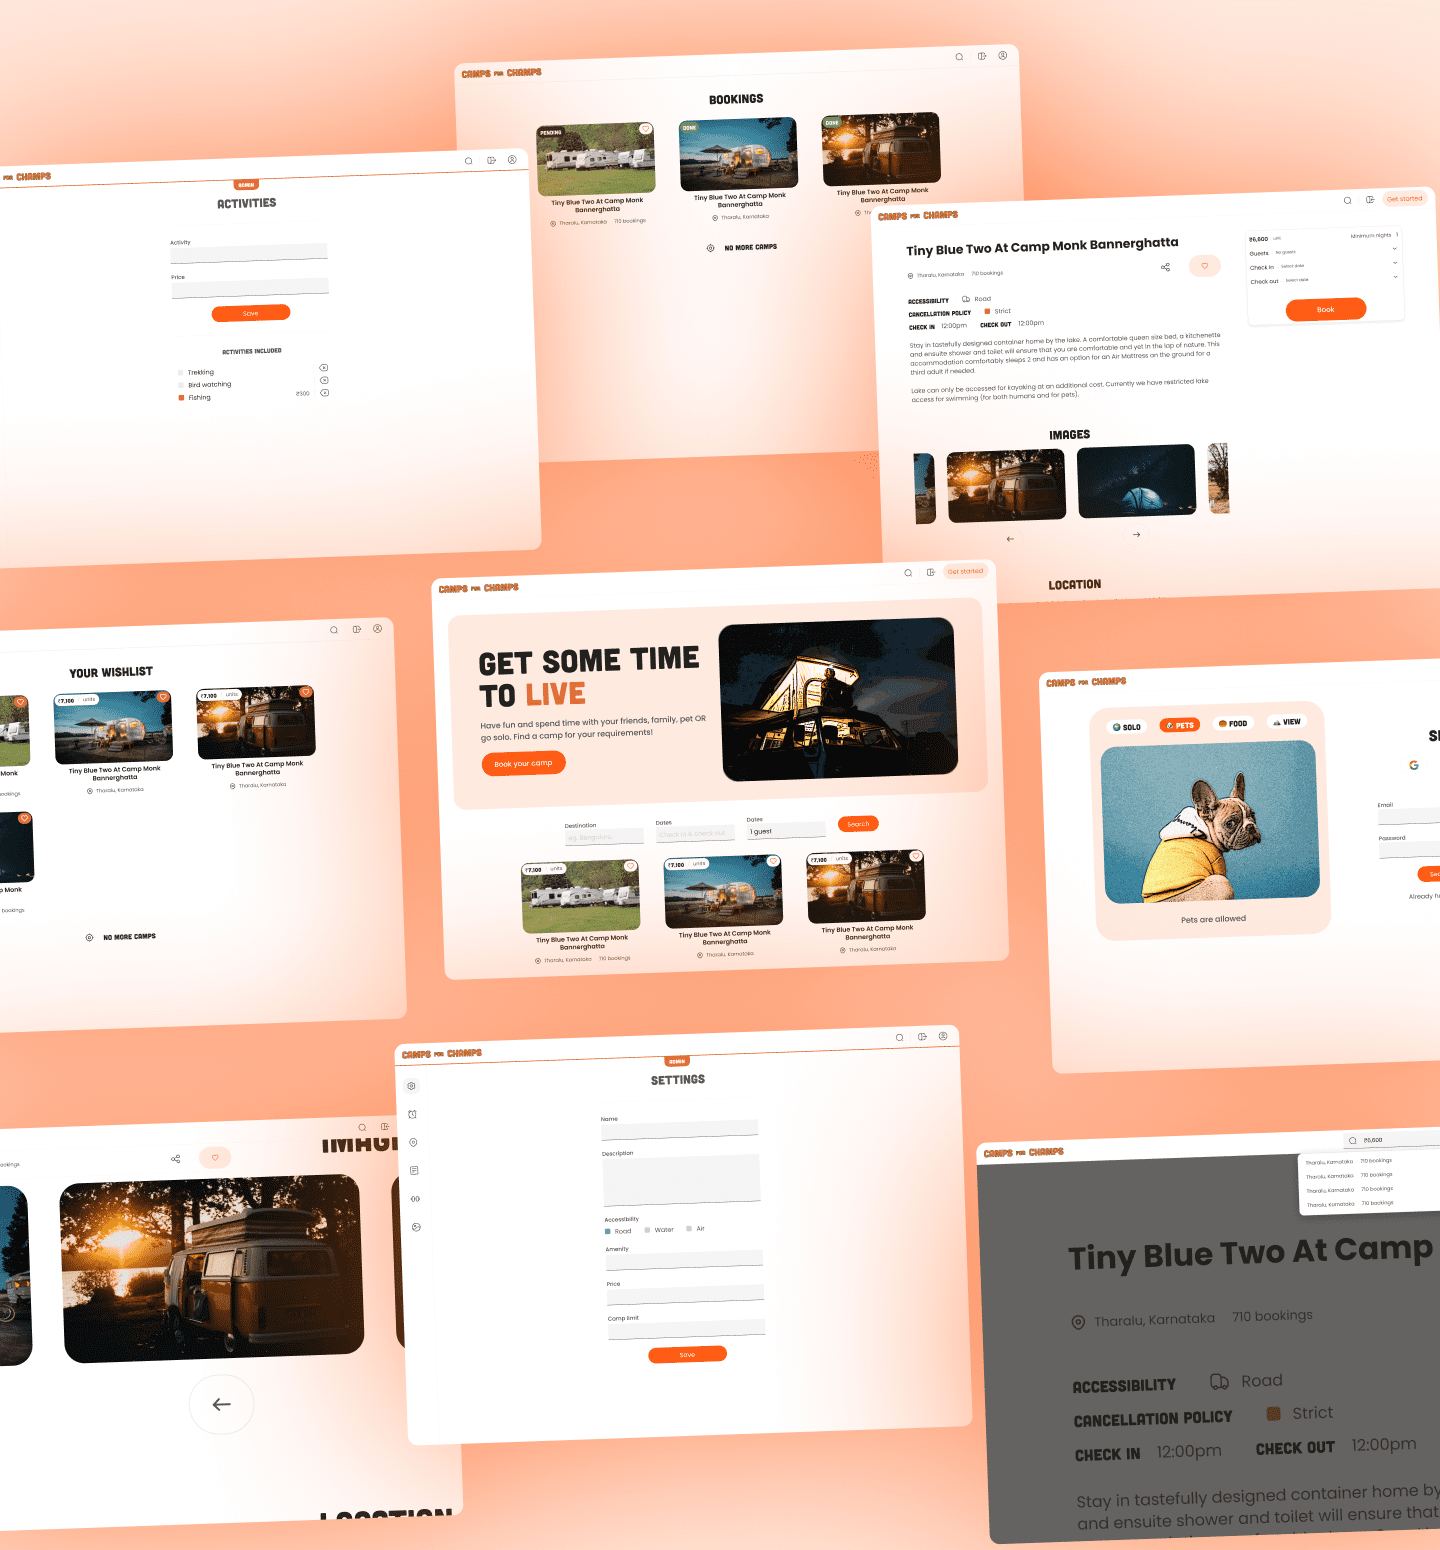 CAMPS FOR CHAMPS
BOOKINGS
PENDING
DONE
DONE
Tiny Blue Two At Camp Monk
Bannerghatta
Tharalu, Karnataka 710 bookings
Tiny Blue Two At Camp Monk
Bannerghatta
Tharalu, Karnataka
Tiny Blue Two At Camp Monk
Bannerghatta
NO MORE CAMPS
FOR CHAMPS
ADMIN
ACTIVITIES
Activity
Price
Save
ACTIVITIES INCLUDED
Trekking
Bird watching
Fishing ₹300
CAMPS FOR CHAMPS
Get started
Tiny Blue Two At Camp Monk Bannerghatta
Tharalu, Karnataka 710 bookings
ACCESSIBILITY Road
CANCELLATION POLICY Strict
CHECK IN 12:00pm CHECK OUT 12:00pm
Stay in tastefully designed container home by the lake. A comfortable queen size bed, a kitchenette
and ensuite shower and toilet will ensure that you are comfortable and yet in the lap of nature. This
accommodation comfortably sleeps 2 and has an option for an Air Mattress on the ground for a
third adult if needed.
Lake can only be accessed for kayaking at an additional cost. Currently we have restricted lake
access for swimming (for both humans and for pets).
₹6,600 unit Minimum nights 1
Guests No guests
Check in Select date
Check out Select date
Book
IMAGES
LOCATION
YOUR WISHLIST
₹7,100 units
₹7,100 units
Monk
ookings
Tiny Blue Two At Camp Monk
Bannerghatta
Tharalu, Karnataka
Tiny Blue Two At Camp Monk
Bannerghatta
Tharalu, Karnataka
p Monk
ookings
NO MORE CAMPS
CAMPS FOR CHAMPS
Get started
GET SOME TIME
TO LIVE
Have fun and spend time with your friends, family, pet OR
go solo. Find a camp for your requirements!
Book your camp
Destination
eg. Bengaluru
Dates
Check in & check out
Dates
1 guest
Search
₹7,100 units
₹7,100 units
₹7,100 units
Tiny Blue Two At Camp Monk
Bannerghatta
Tharalu, Karnataka 710 bookings
Tiny Blue Two At Camp Monk
Bannerghatta
Tharalu, Karnataka
Tiny Blue Two At Camp Monk
Bannerghatta
Tharalu, Karnataka
CAMPS FOR CHAMPS
SOLO
PETS
FOOD
VIEW
Pets are allowed
Email
Password
Already h
CAMPS FOR CHAMPS
ADMIN
SETTINGS
Name
Description
Accessibility
Road Water Air
Amenity
Price
Camp limit
Save
ookings
IMAG
LOCATION
CAMPS FOR CHAMPS
₹6,600
Tharalu, Karnataka 710 bookings
Tharalu, Karnataka 710 bookings
Tharalu, Karnataka 710 bookings
Tharalu, Karnataka 710 bookings
Tiny Blue Two At Camp
Tharalu, Karnataka 710 bookings
ACCESSIBILITY Road
CANCELLATION POLICY Strict
CHECK IN 12:00pm CHECK OUT 12:00pm
Stay in tastefully designed container home by
and ensuite shower and toilet will ensure that